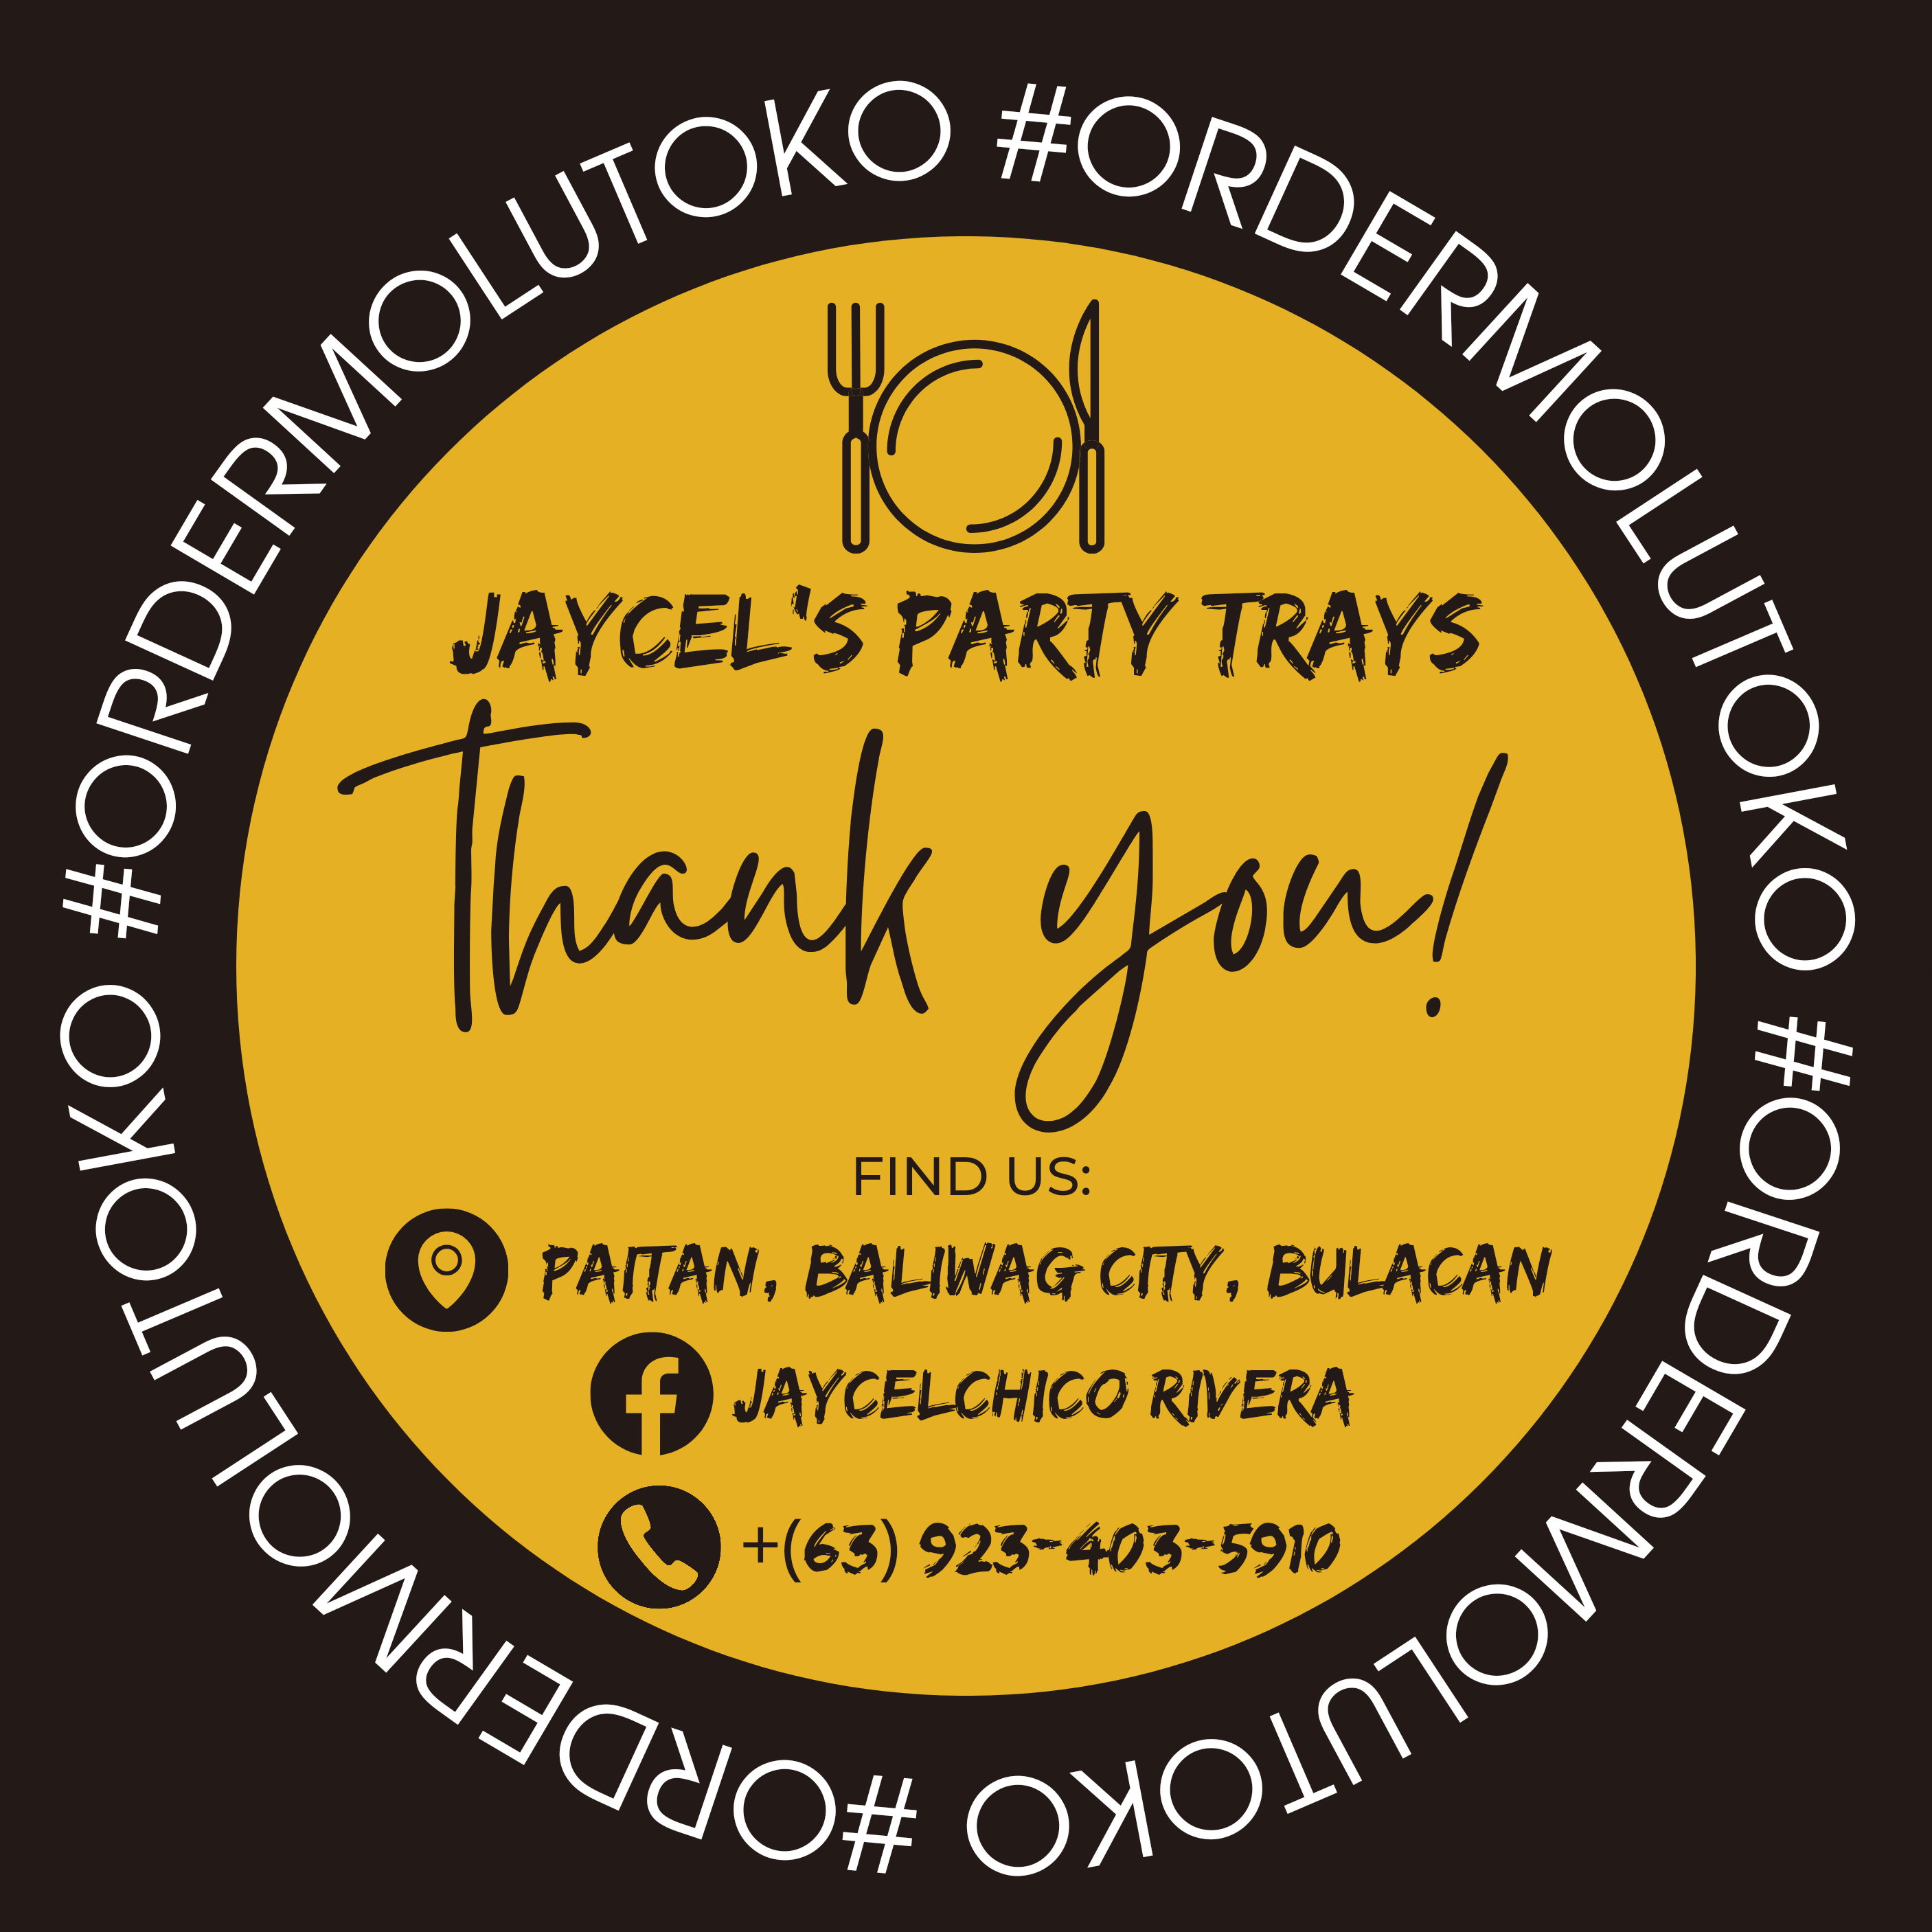 #ORDERMOLUTOKO #ORDERMOLUTOKO #ORDERMOLUTOKO #ORDERMOLUTOKO
JAYCEL'S PARTY TRAYS
Thank you!
FIND US:
PAITAN, BALIWAG CITY, BULACAN
JAYCELCHICO RIVERA
+(63) 923-403-5910